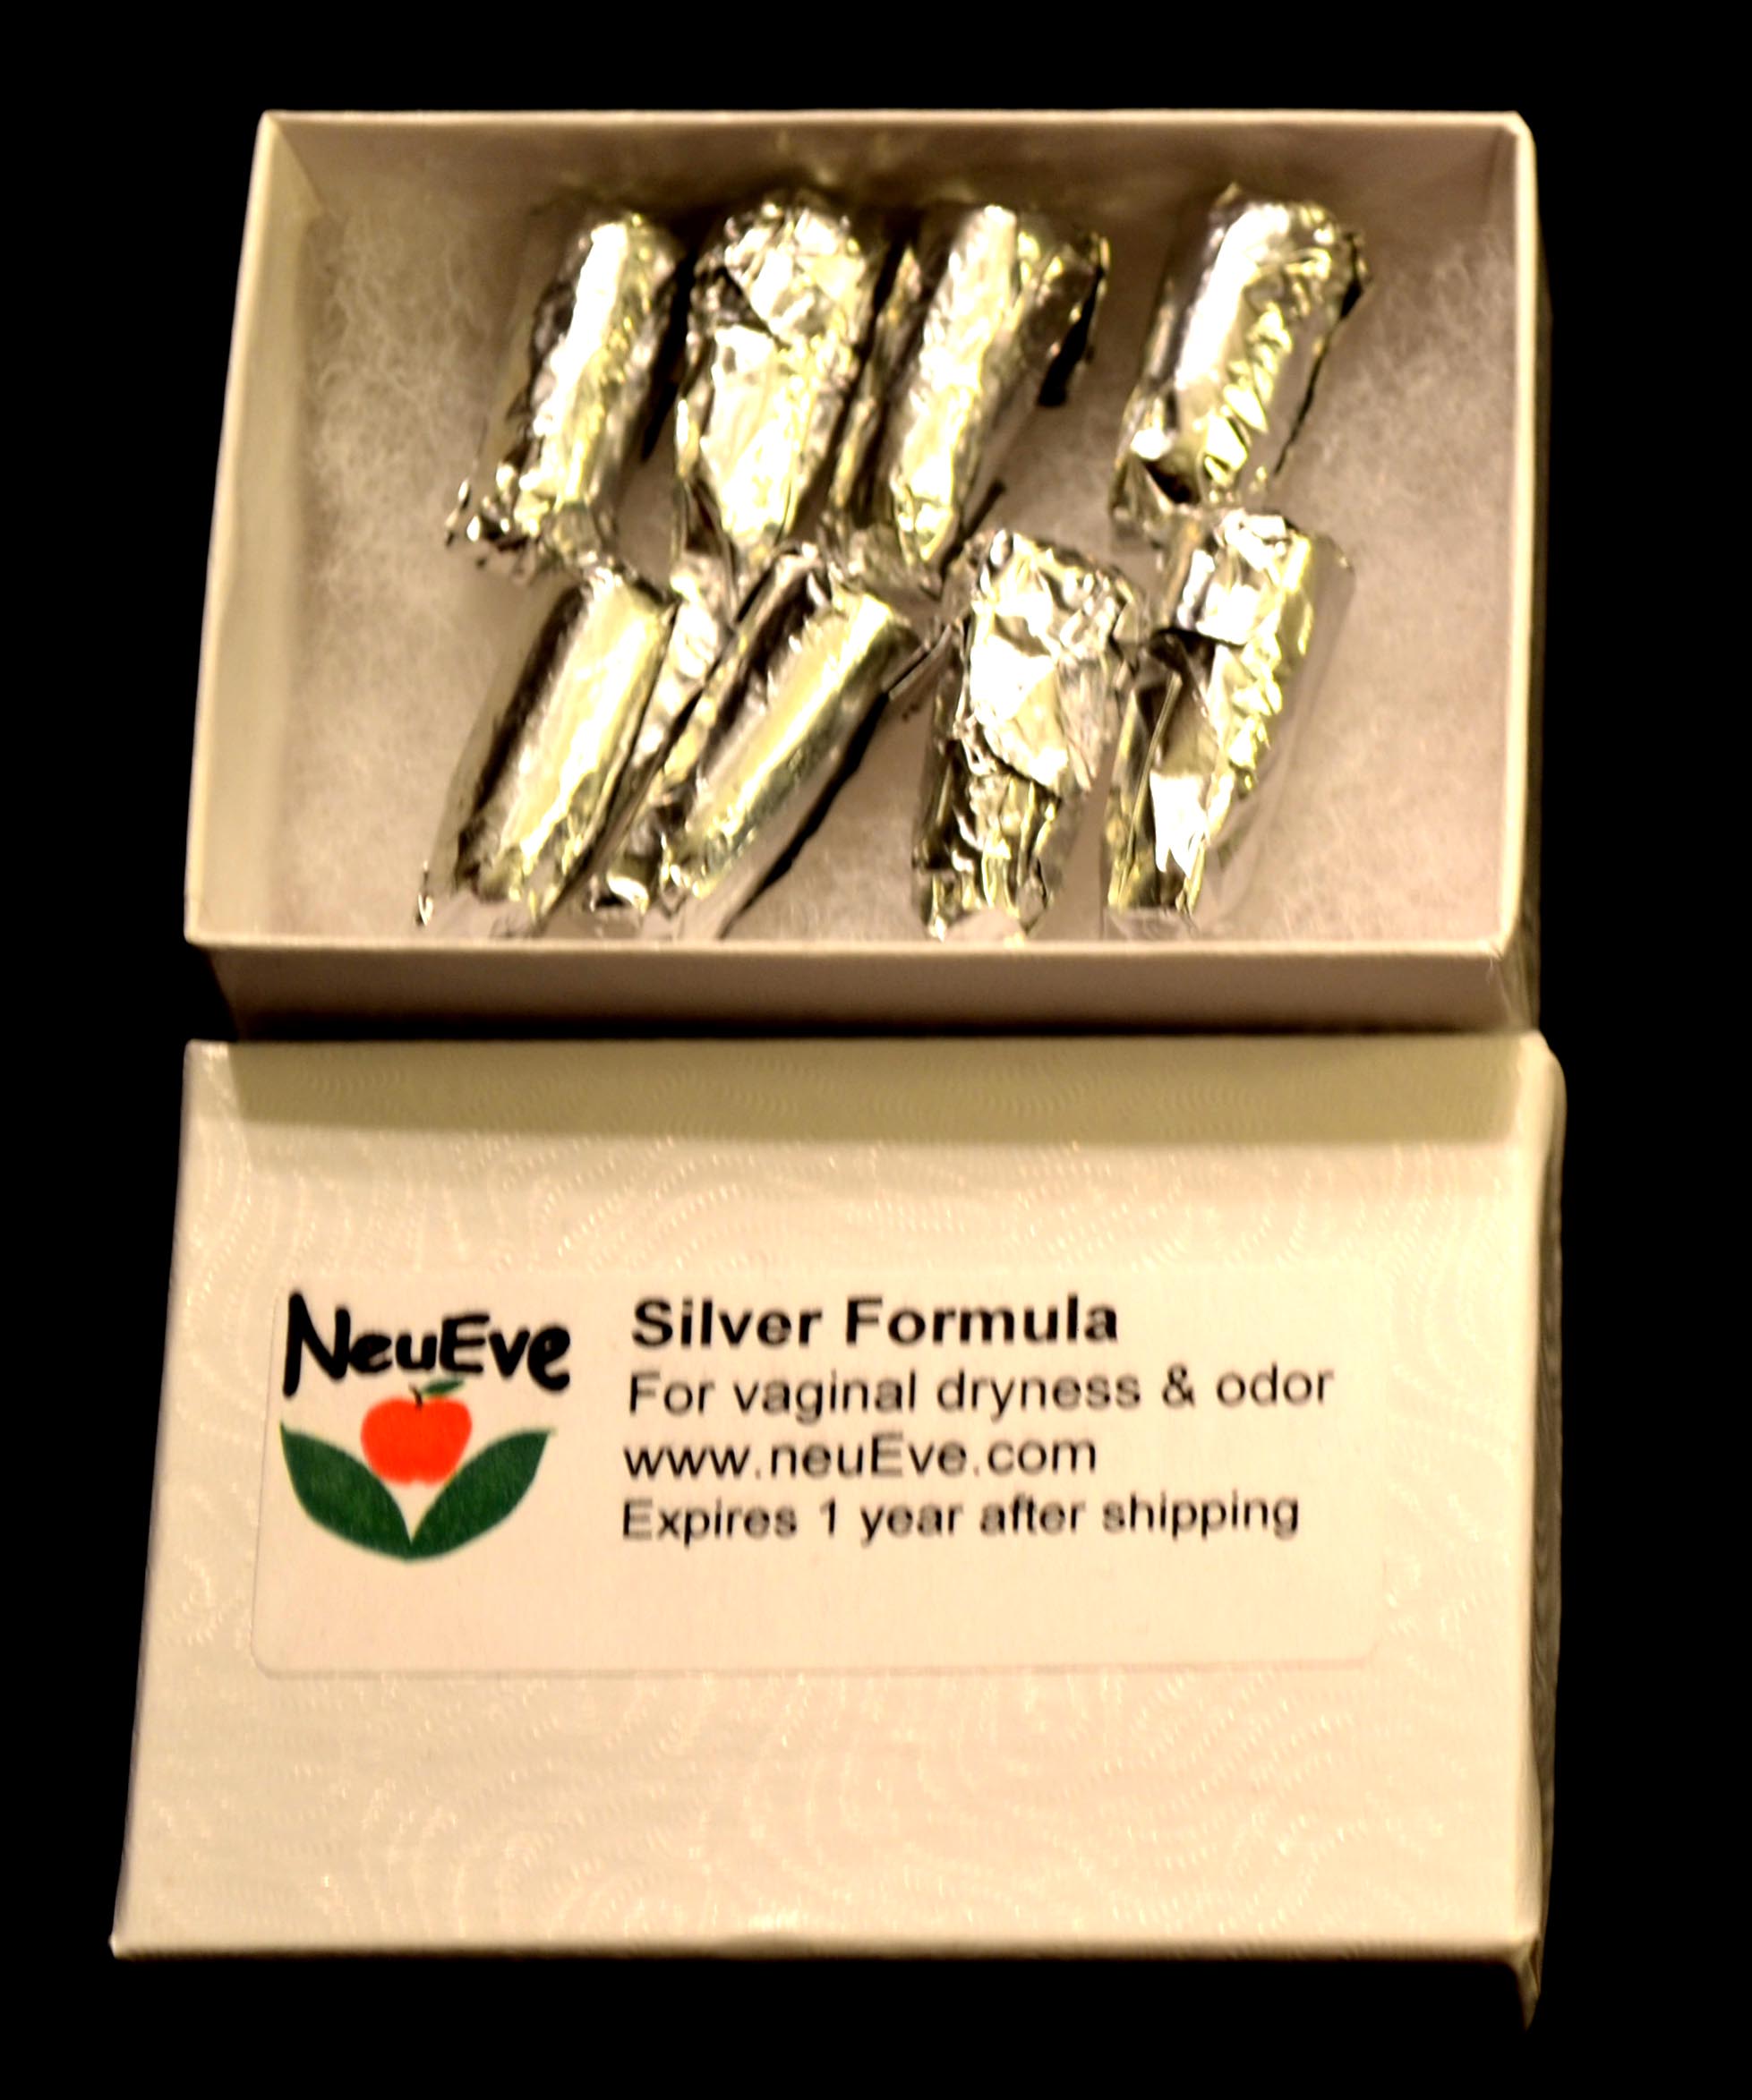 NeuEve
Silver Formula
For vaginal dryness & odor
www.neuEve.com
Expires 1 year after shipping